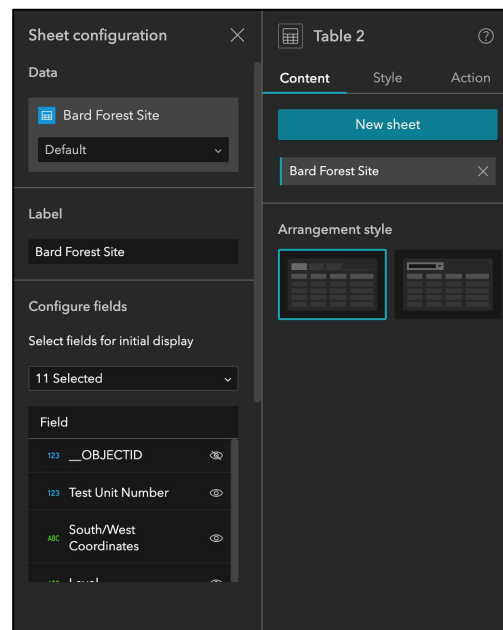 Sheet configuration
Data
Bard Forest Site
Default
Label
Bard Forest Site
Configure fields
Select fields for initial display
11 Selected
Field
123 __OBJECTID
123 Test Unit Number
ABC South/West
Coordinates
Table 2
Content Style Action
New sheet
Bard Forest Site
Arrangement style